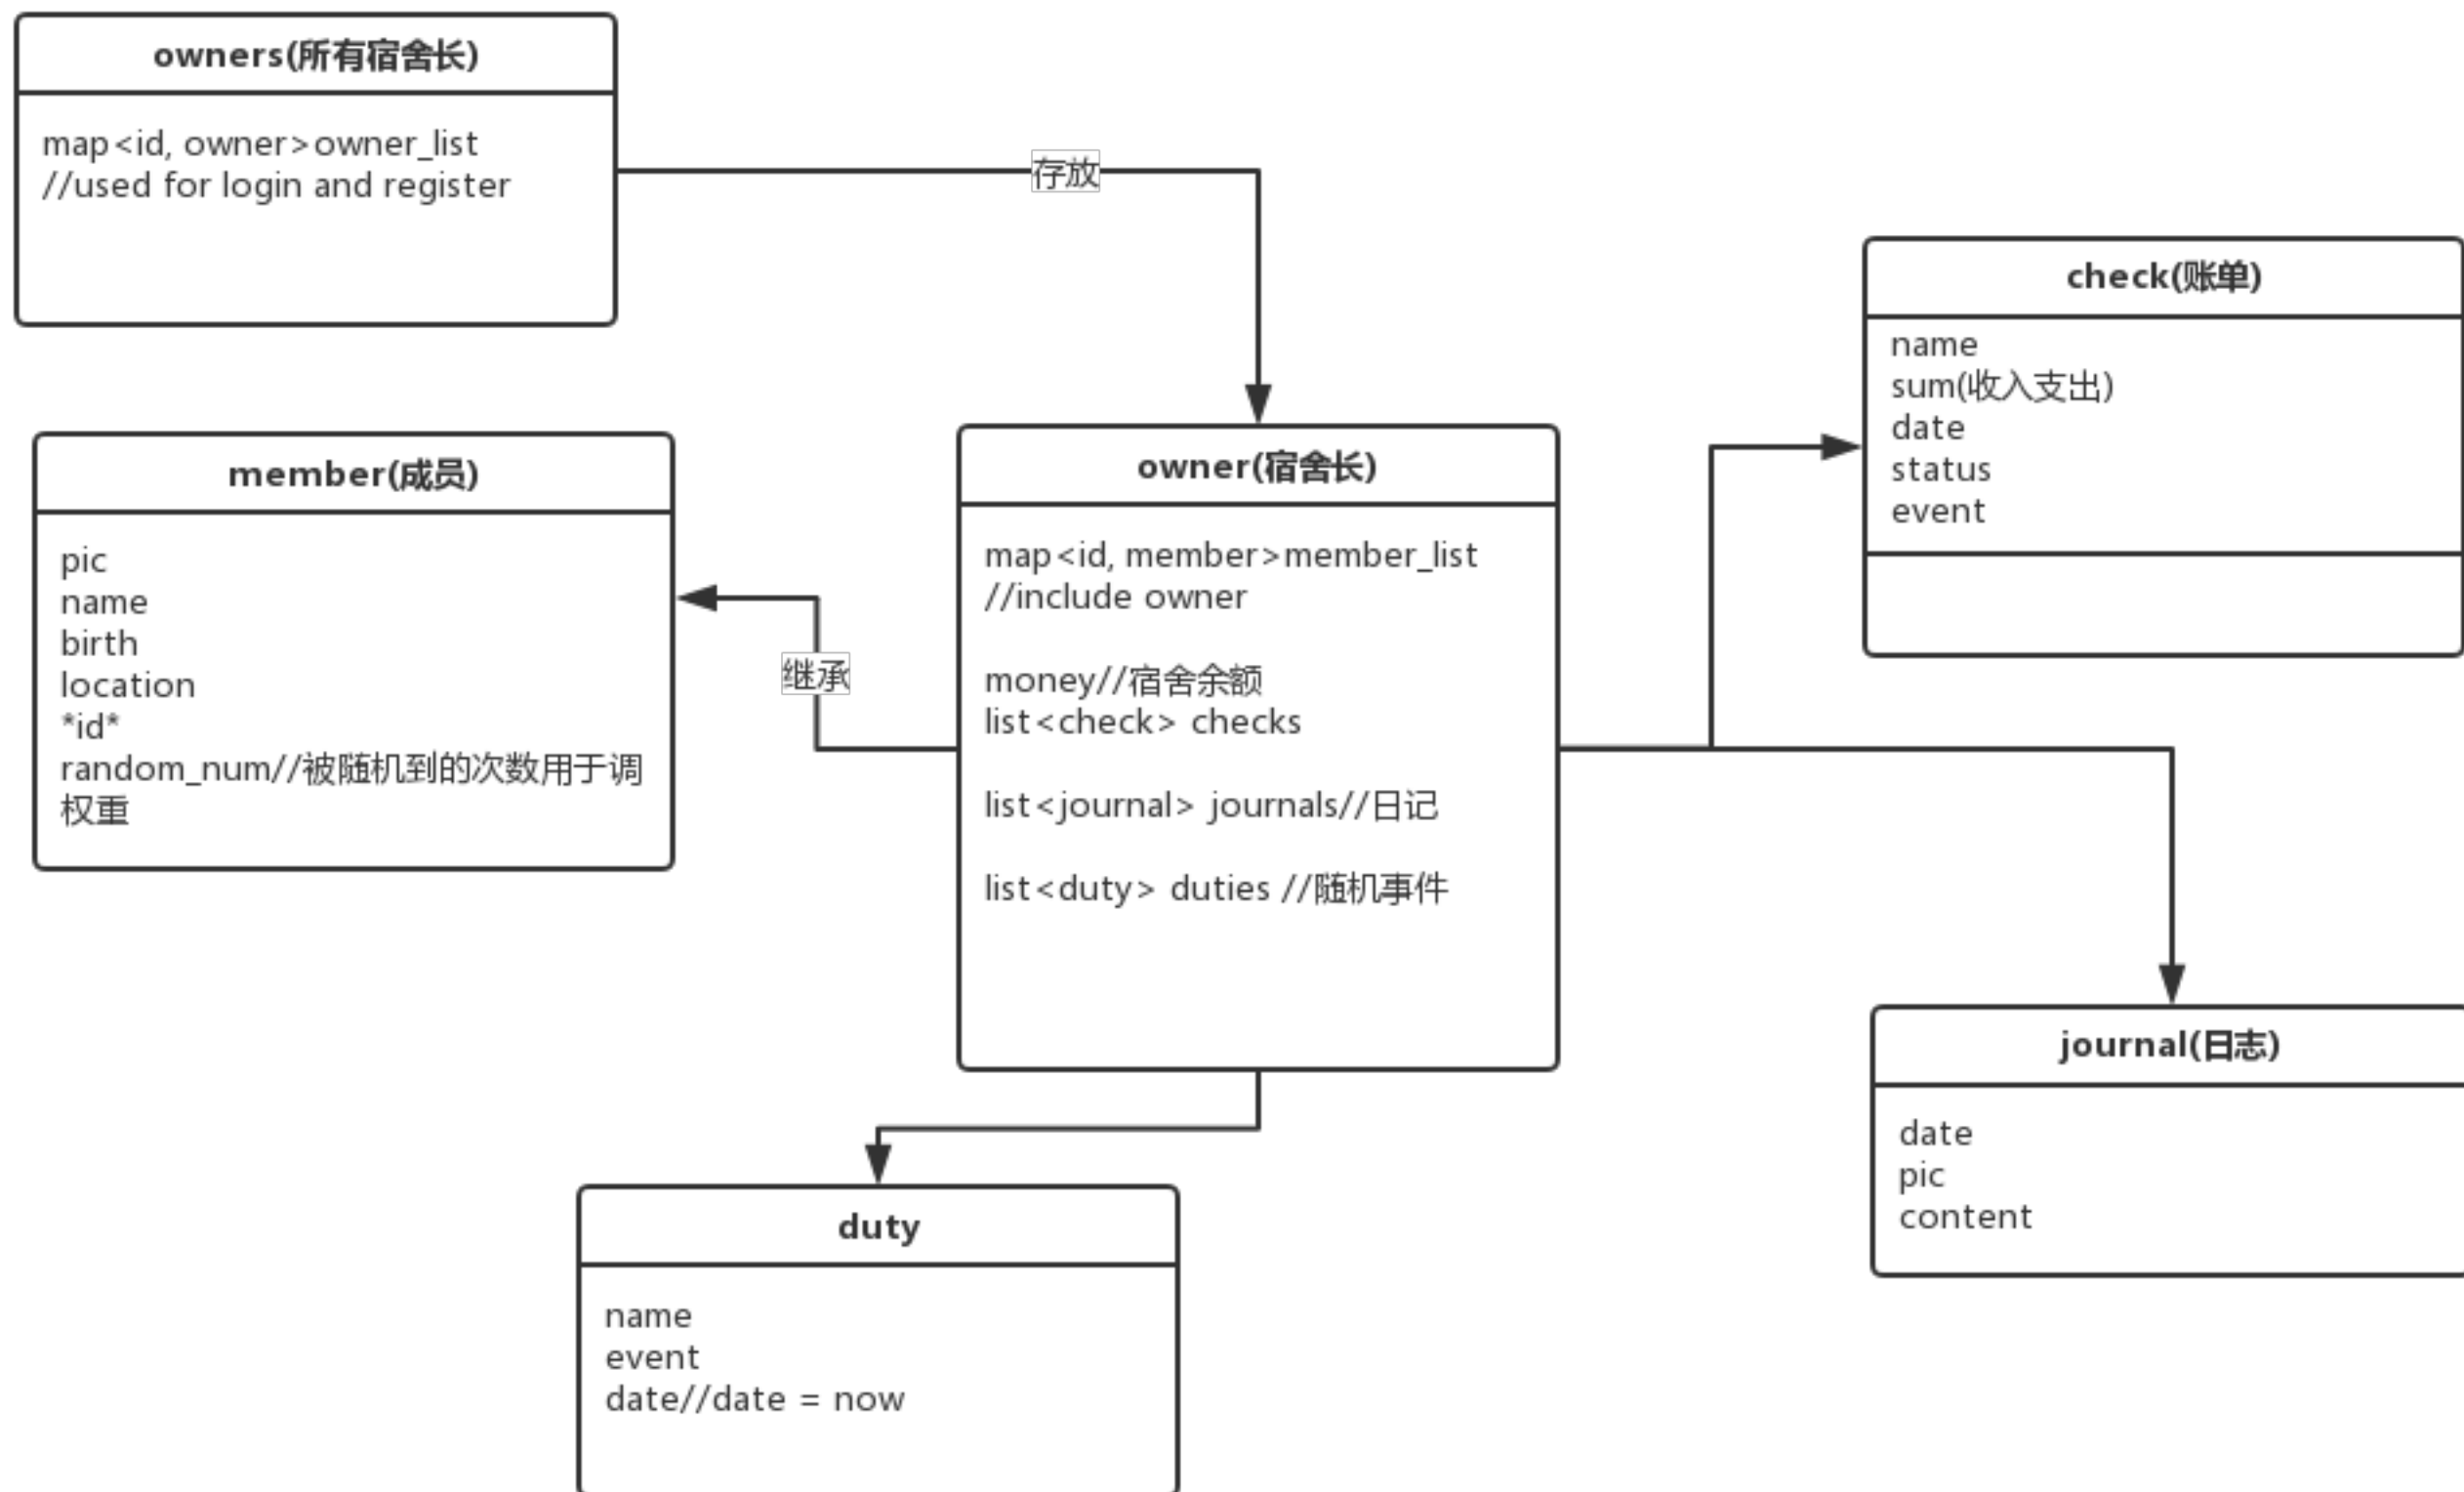 owners(所有宿舍长)
map<id, owner>owner_list
//used for login and register
存放
check(账单)
name
sum(收入支出)
date
status
event
member(成员)
pic
name
birth
location
*id*
random_num//被随机到的次数用于调
权重
继承
owner(宿舍长)
map<id, member>member_list
//include owner
money//宿舍余额
list<check> checks
list<journal> journals//日记
list<duty> duties //随机事件
journal(日志)
date
pic
content
duty
name
event
date//date = now